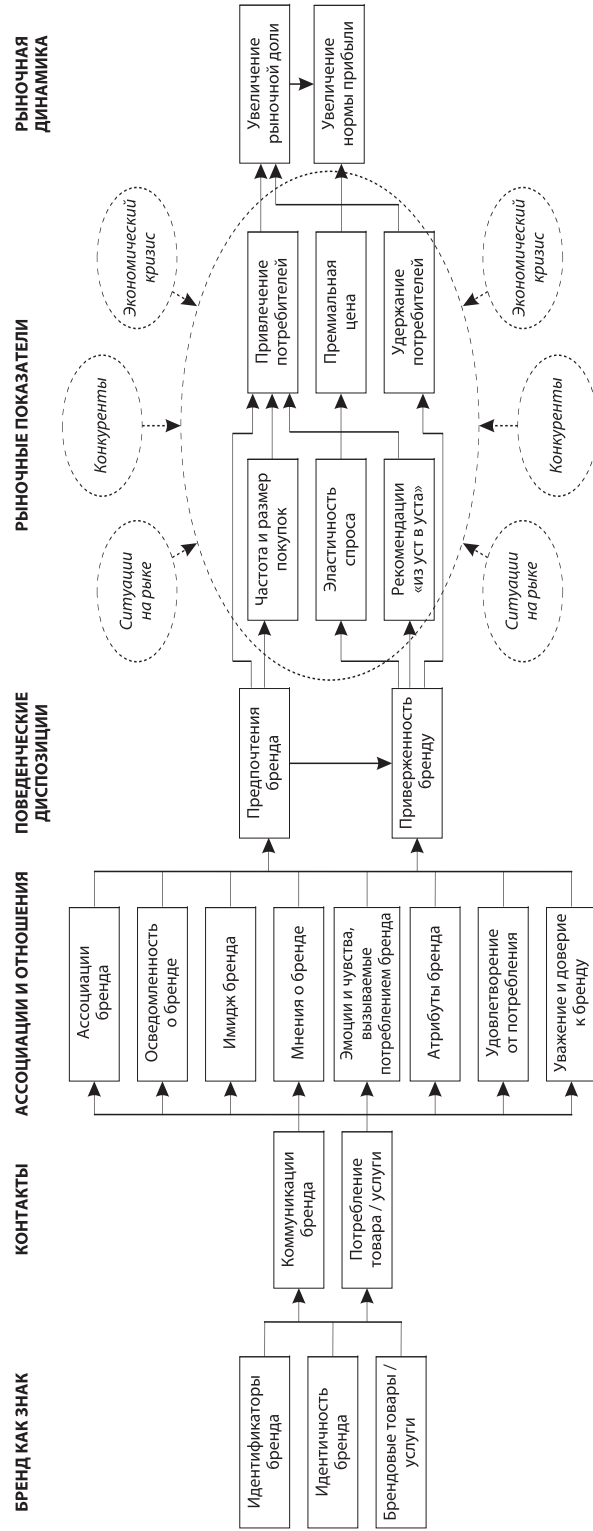 БРЕНД КАК ЗНАК
Идентификаторы
бренда
Идентичность
бренда
Брендовые товары /
услуги
КОНТАКТЫ
Коммуникации
бренда
Потребление
товара / услуги
АССОЦИАЦИИ И ОТНОШЕНИЯ
Ассоциации
бренда
Осведомленность
о бренде
Имидж бренда
Мнения о бренде
Эмоции и чувства,
вызываемые
потреблением бренда
Атрибуты бренда
Удовлетворение
от потребления
Уважение и доверие
к бренду
ПОВЕДЕНЧЕСКИЕ
ДИСПОЗИЦИИ
Предпочтения
бренда
Приверженность
бренду
РЫНОЧНЫЕ ПОКАЗАТЕЛИ
Ситуации
на рыке
Конкуренты
Экономический
кризис
Частота и размер
покупок
Эластичность
спроса
Рекомендации
«из уст в уста»
Привлечение
потребителей
Премиальная
цена
Удержание
потребителей
Ситуации
на рыке
Конкуренты
Экономический
кризис
РЫНОЧНАЯ
ДИНАМИКА
Увеличение
рыночной доли
Увеличение
нормы прибыли